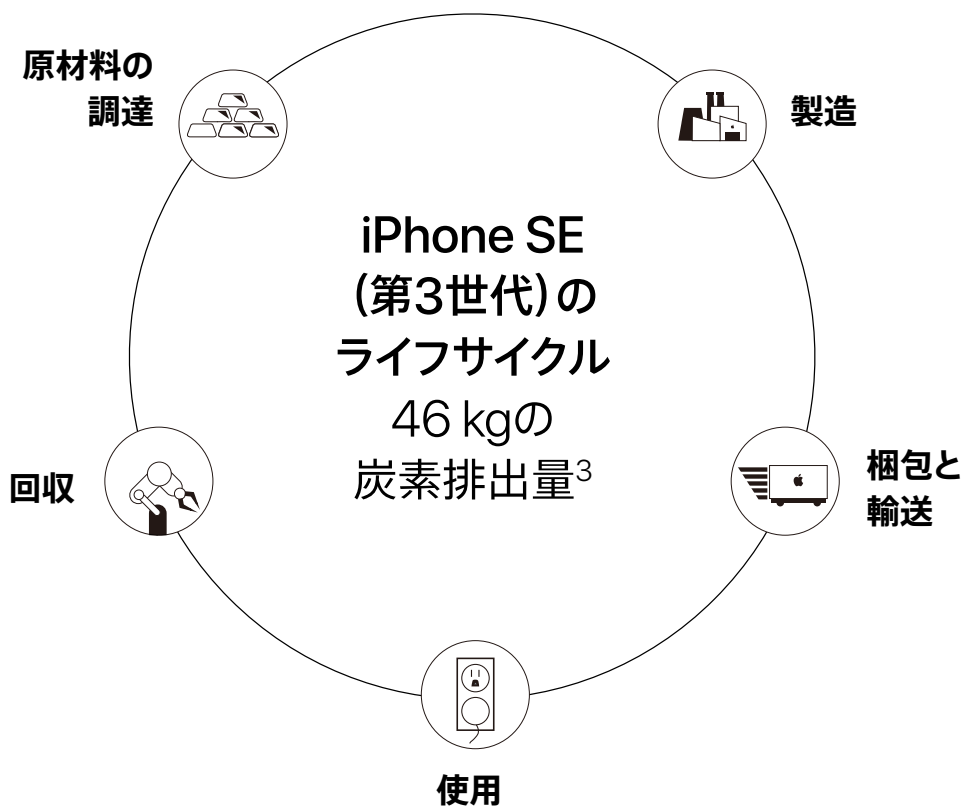 原材料の
調達
製造
iPhone SE
（第3世代）の
ライフサイクル
46 kgの
炭素排出量3
回収
梱包と
輸送
使用